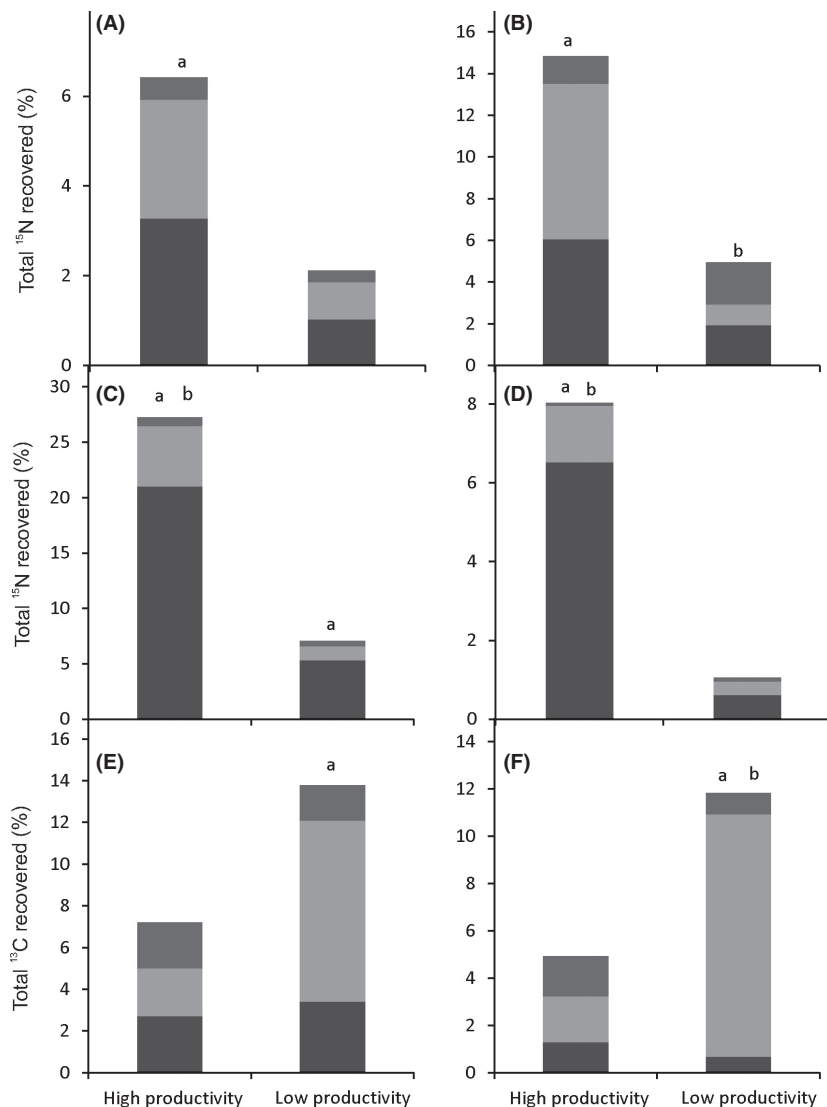 (A)
a
6
4
2
0
Total ¹⁵N recovered (%)
(B)
a
b
16
14
12
10
8
6
4
2
0
(C)
a b
a
30
25
20
15
10
5
0
Total ¹⁵N recovered (%)
(D)
a b
8
6
4
2
0
(E)
a
16
14
12
10
8
6
4
2
0
Total ¹³C recovered (%)
High productivity Low productivity
(F)
a b
14
12
10
8
6
4
2
0
High productivity Low productivity